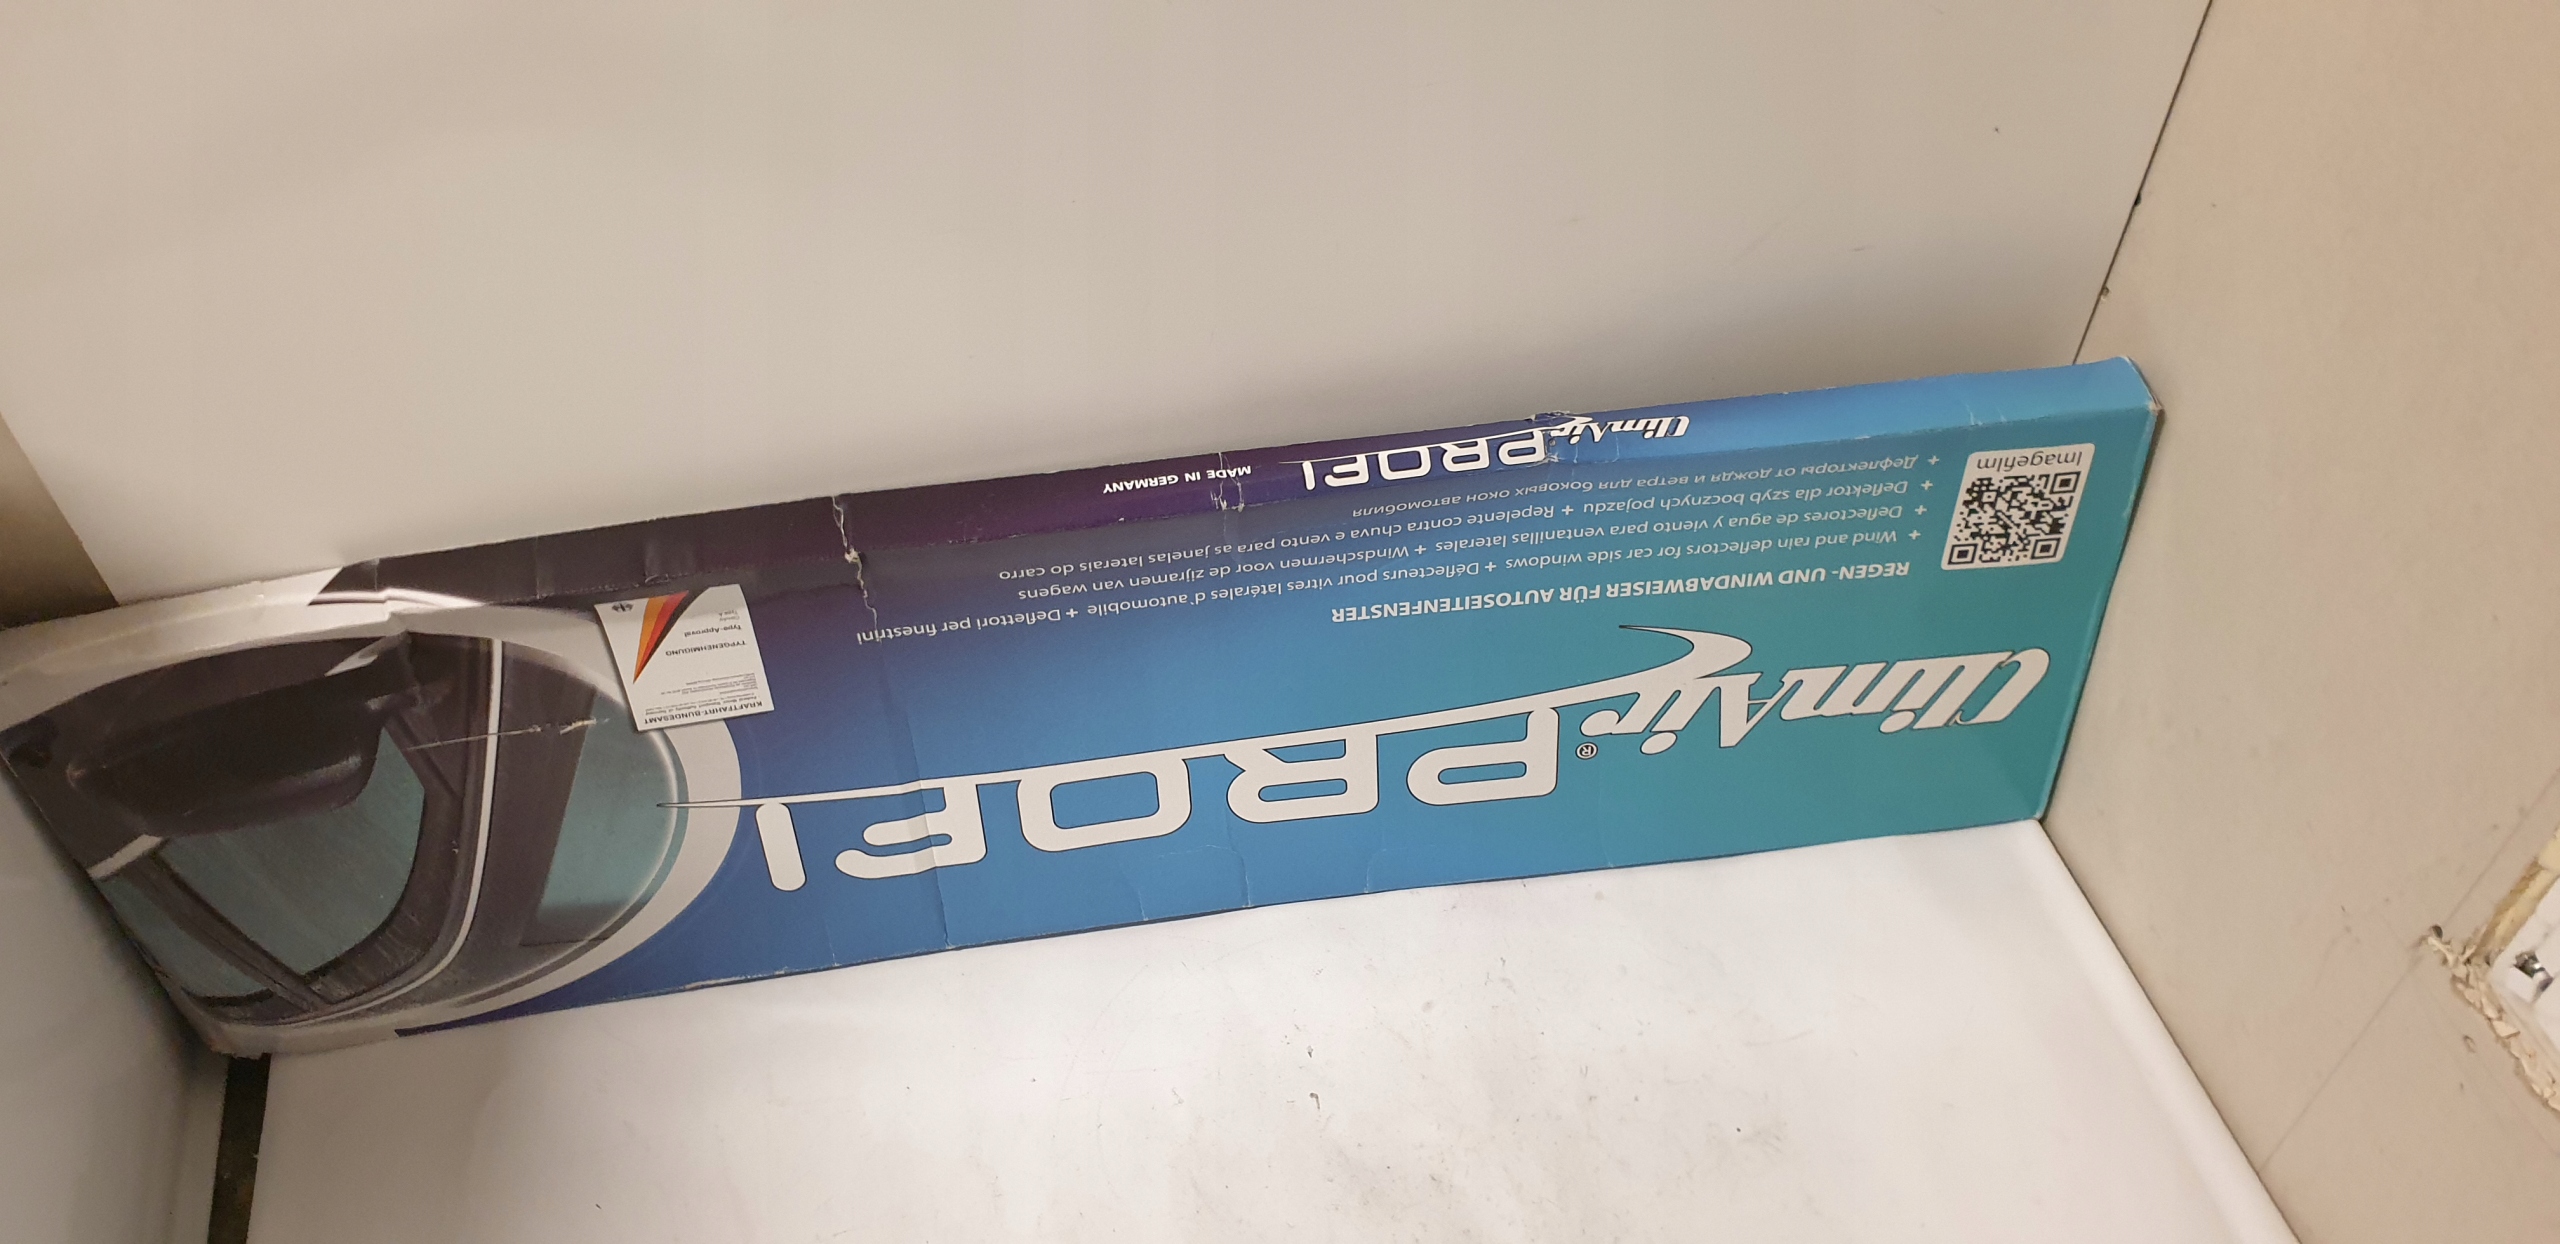 ClimAir® PROFI
REGEN- UND WINDABWEISER FÜR AUTOSEITENFENSTER
+ Wind and rain deflectors for car side windows + Déflecteurs pour vitres latérales d'automobile + Deflettori per finestrini
+ Deflectores de agua y viento para ventanillas laterales + Windschermen voor de zijramen van wagens
+ Deflektor dla szyb bocznych pojazdu + Repelente contra chuva e vento para as janelas laterais do carro
+ Дефлекторы от дождя и ветра для боковых окон автомобиля
Imagefilm
KRAFTFAHRT-BUNDESAMT
TYPGENEHMIGUNG
Type-Approval
ClimAir PROFI
MADE IN GERMANY